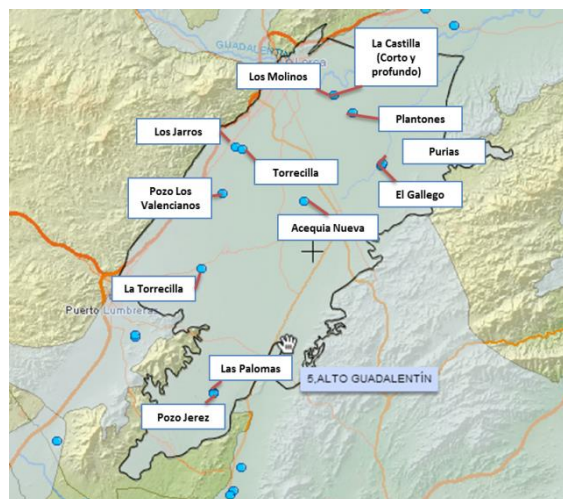 La Castilla
(Corto y
profundo)
GUADALENTÍN
Los Molinos
Plantones
Los Jarros
Purias
Torrecilla
El Gallego
Pozo Los
Valencianos
Acequia Nueva
La Torrecilla
Puerto Lumbreras
Las Palomas
5,ALTO GUADALENTÍN
Pozo Jerez